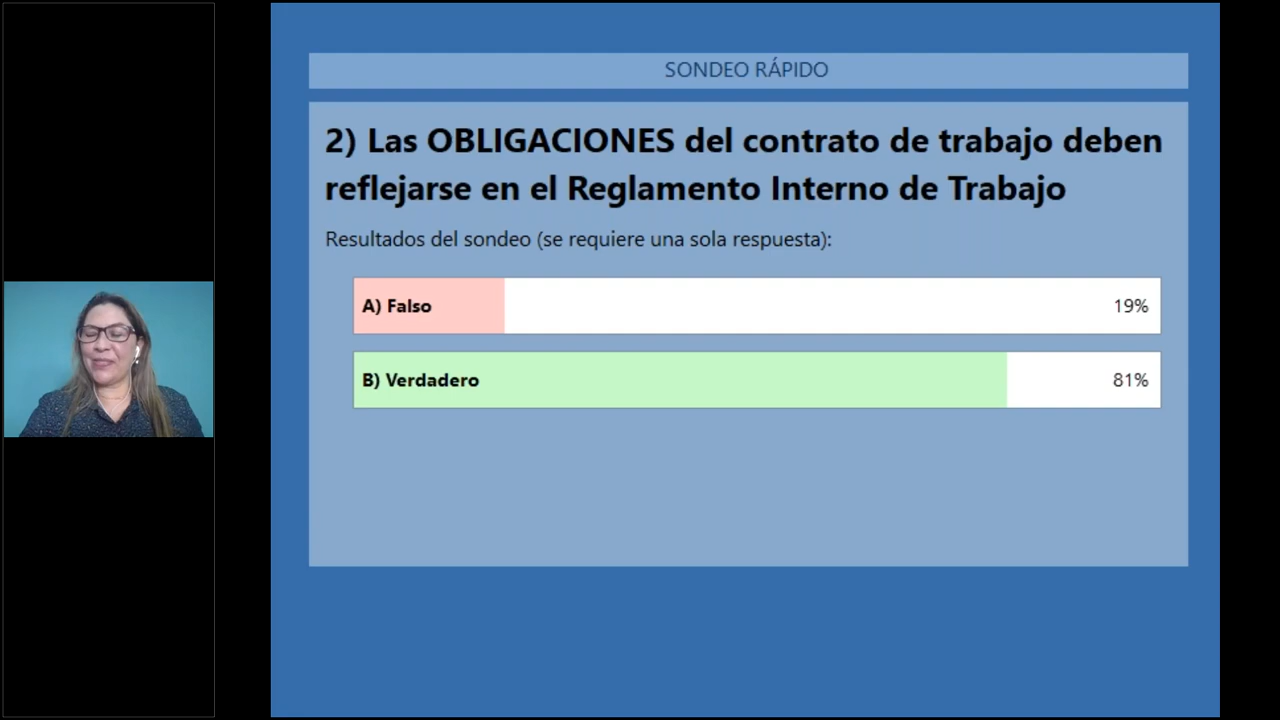 SONDEO RÁPIDO
2) Las OBLIGACIONES del contrato de trabajo deben
reflejarse en el Reglamento Interno de Trabajo
Resultados del sondeo (se requiere una sola respuesta):
A) Falso 19%
B) Verdadero 81%